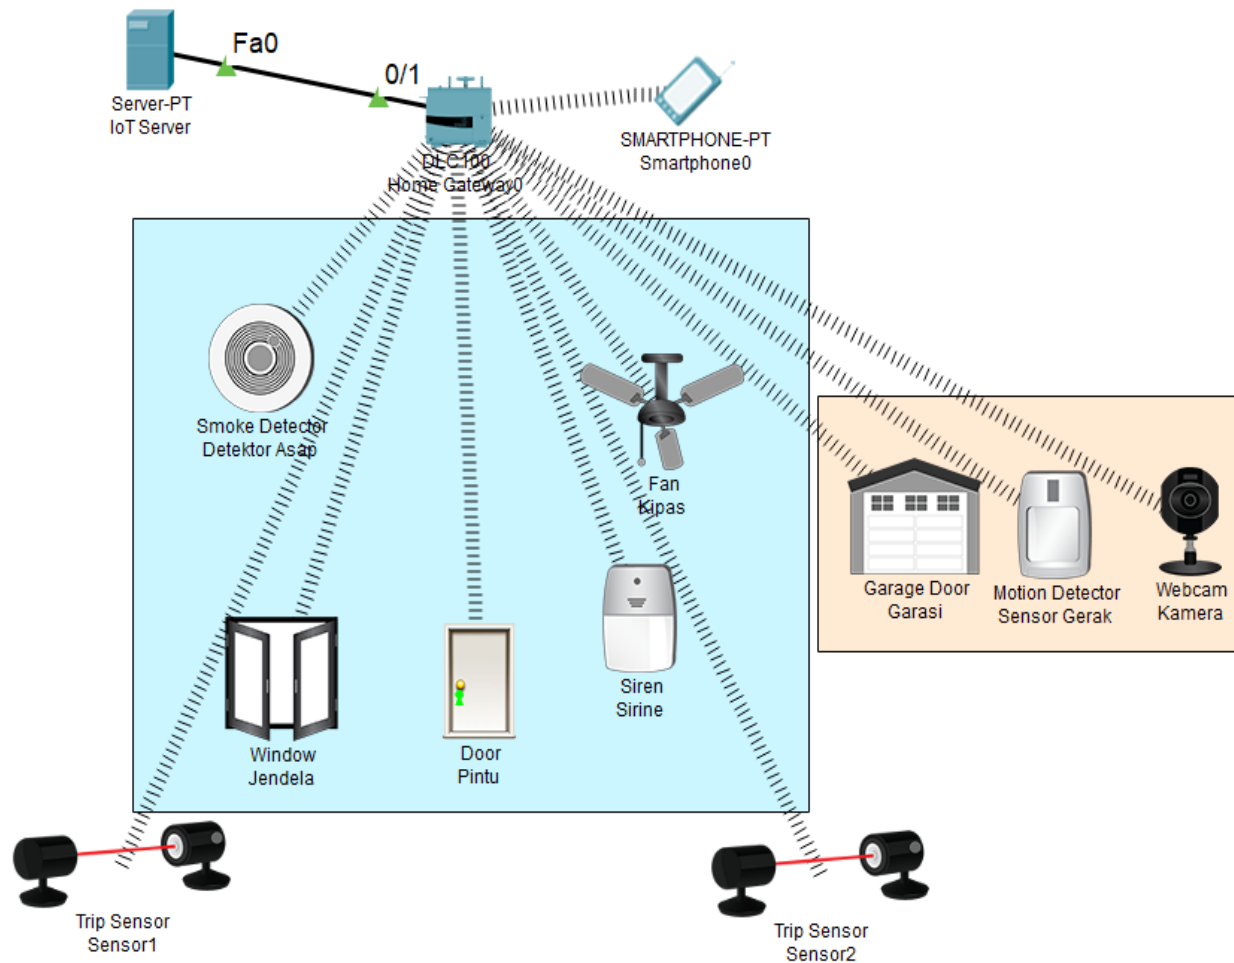 Fa0
0/1
Server-PT
IoT Server
DLC100
Home Gateway0
SMARTPHONE-PT
Smartphone0
Smoke Detector
Detektor Asap
Fan
Kipas
Garage Door
Garasi
Motion Detector
Sensor Gerak
Webcam
Kamera
Siren
Sirine
Window
Jendela
Door
Pintu
Trip Sensor
Sensor1
Trip Sensor
Sensor2